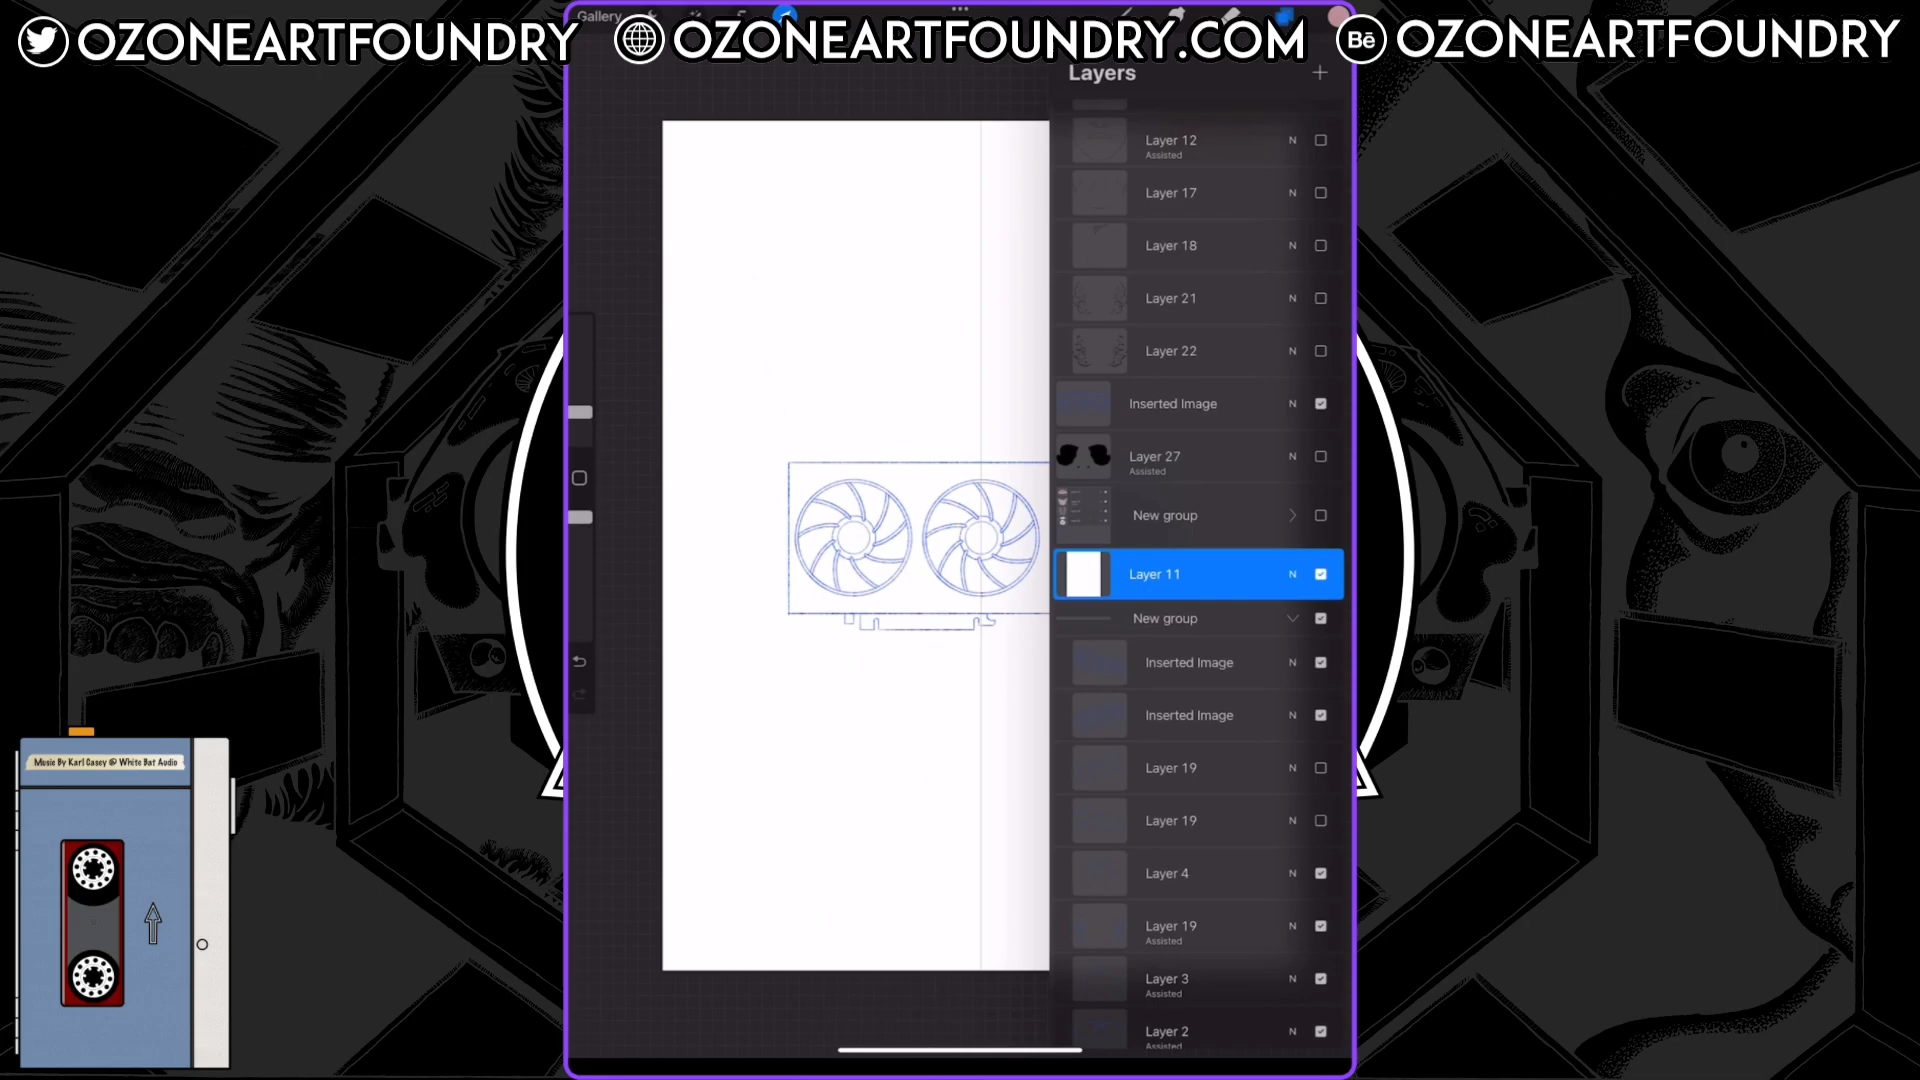 Gallery
OZONEARTFOUNDRY
OZONEARTFOUNDRY.COM
Bē OZONEARTFOUNDRY
Layers
Layer 12 N
Assisted
Layer 17 N
Layer 18 N
Layer 21 N
Layer 22 N
Inserted Image N
Layer 27 N
Assisted
New group
Layer 11 N
New group
Inserted Image N
Inserted Image N
Layer 19 N
Layer 19 N
Layer 4 N
Layer 19 N
Assisted
Layer 3 N
Assisted
Layer 2 N
Assisted
Music By Karl Casey @ White Bat Audio